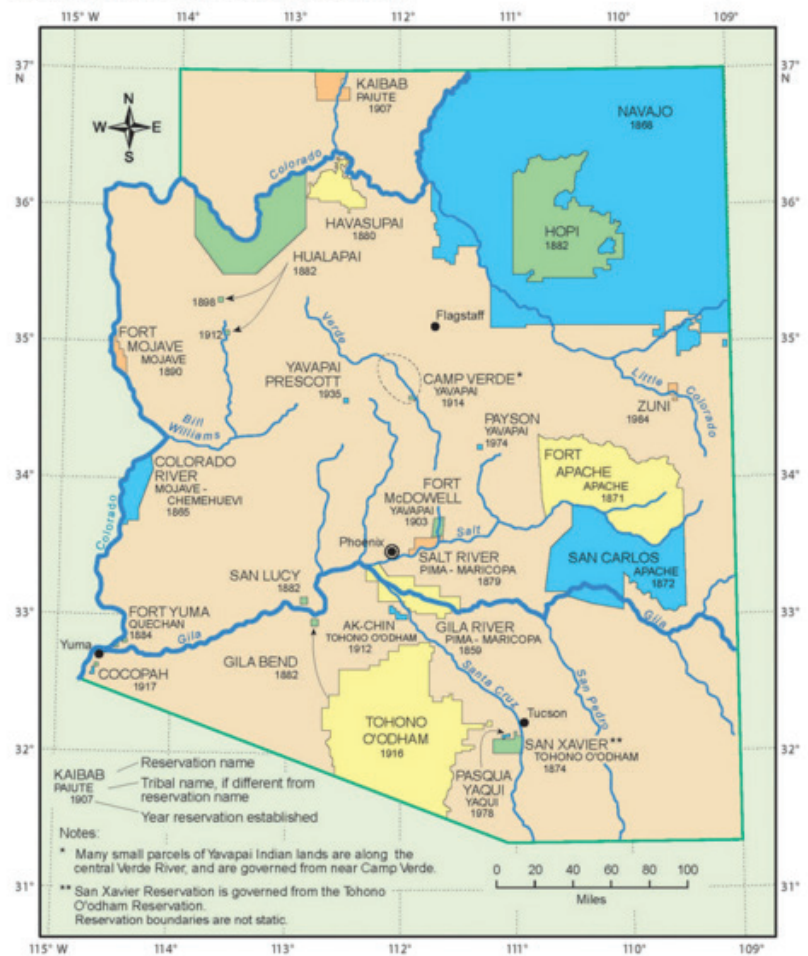 115° W
114°
113°
112°
111°
110°
109°
37°
N
37°
N
N
W
E
S
KAIBAB
PAIUTE
1907
NAVAJO
1868
Colorado
36°
36°
HAVASUPAI
1880
HOPI
1882
HUALAPAI
1882
1898
1912
Flagstaff
Verde
35°
35°
FORT
MOJAVE
MOJAVE
1890
YAVAPAI
PRESCOTT
1935
CAMP VERDE*
YAVAPAI
1914
Little
Colorado
ZUNI
1984
Bill
Williams
PAYSON
YAVAPAI
1974
34°
34°
COLORADO
RIVER
MOJAVE -
CHEMEHUEVI
1865
FORT
APACHE
APACHE
1871
FORT
McDOWELL
YAVAPAI
1903
Colorado
Phoenix
Salt
SALT RIVER
PIMA - MARICOPA
1879
SAN CARLOS
APACHE
1872
SAN LUCY
1882
33°
33°
FORT YUMA
QUECHAN
1884
Gila
AK-CHIN
TOHONO O'ODHAM
1912
GILA RIVER
PIMA - MARICOPA
1859
Gila
Yuma
COCOPAH
1917
GILA BEND
1882
Santa Cruz
San Pedro
TOHONO
O'ODHAM
1916
Tucson
SAN XAVIER**
TOHONO O'ODHAM
1874
32°
32°
PASQUA
YAQUI
YAQUI
1978
KAIBAB
PAIUTE
1907
Reservation name
Tribal name, if different from
reservation name
Year reservation established
Notes:
* Many small parcels of Yavapai Indian lands are along the
central Verde River, and are governed from near Camp Verde.
** San Xavier Reservation is governed from the Tohono
O'odham Reservation.
Reservation boundaries are not static.
31°
31°
0 20 40 60 80 100
Miles
115° W
114°
113°
112°
111°
110°
109°